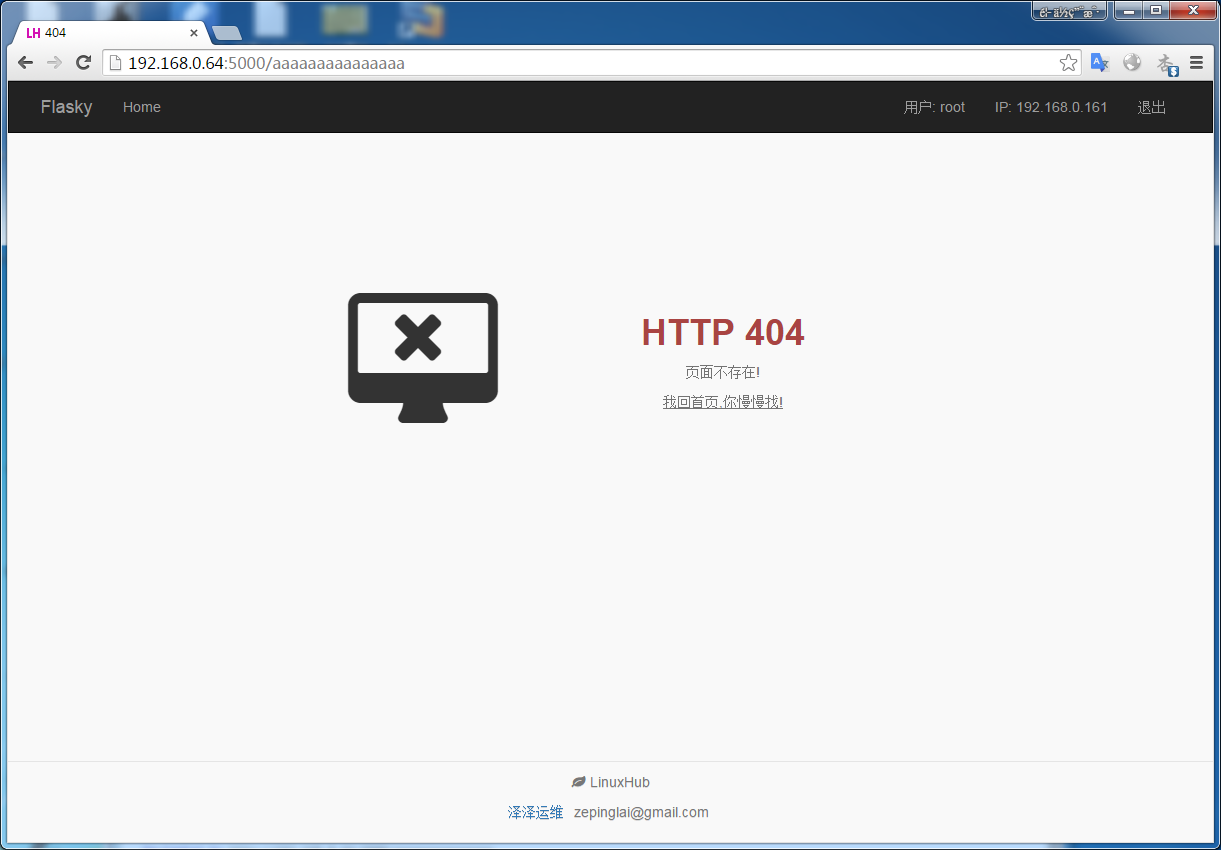 LH 404
192.168.0.64:5000/aaaaaaaaaaaaaaa
Flasky Home 用户: root IP: 192.168.0.161 退出
HTTP 404
页面不存在!
我回首页,你慢慢找!
LinuxHub
泽泽运维 zepinglai@gmail.com